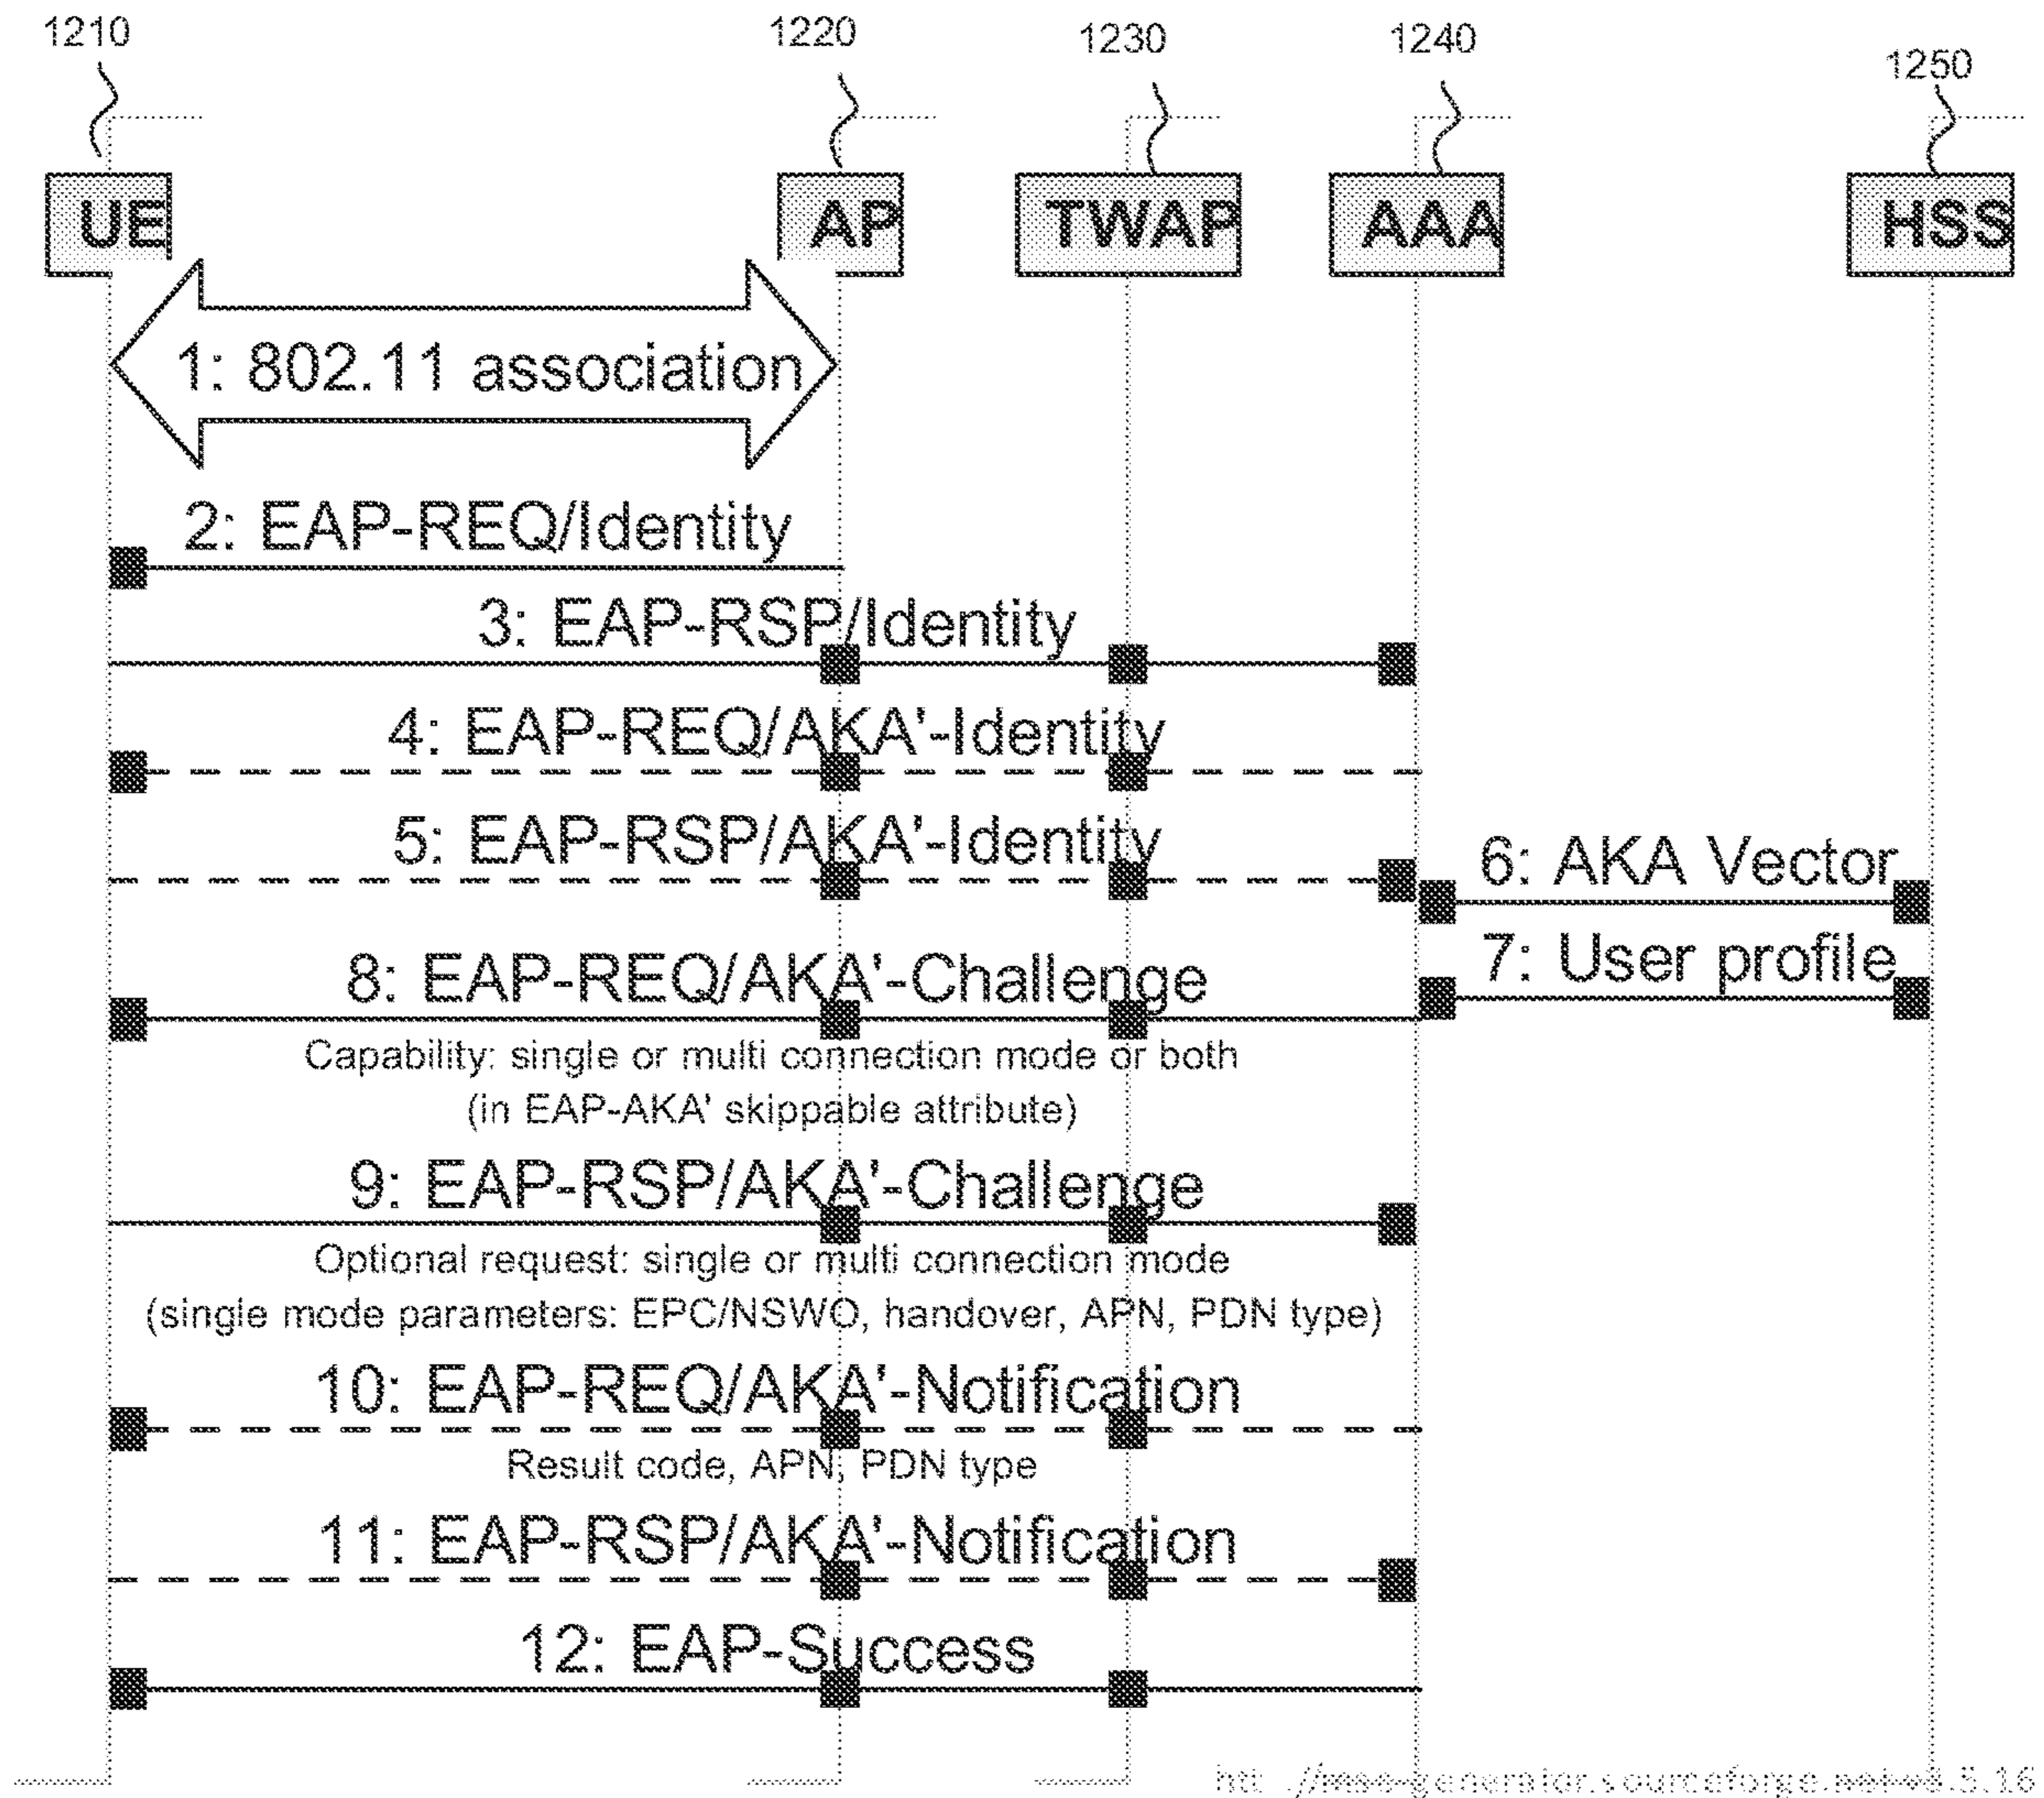 1210
1220
1230
1240
1250
UE
AP
TWAP
AAA
HSS
1: 802.11 association
2: EAP-REQ/Identity
3: EAP-RSP/Identity
4: EAP-REQ/AKA'-Identity
5: EAP-RSP/AKA'-Identity
6: AKA Vector
7: User profile
8: EAP-REQ/AKA'-Challenge
Capability: single or multi connection mode or both
(in EAP-AKA' skippable attribute)
9: EAP-RSP/AKA'-Challenge
Optional request: single or multi connection mode
(single mode parameters: EPC/NSWO, handover, APN, PDN type)
10: EAP-REQ/AKA'-Notification
Result code, APN, PDN type
11: EAP-RSP/AKA'-Notification
12: EAP-Success